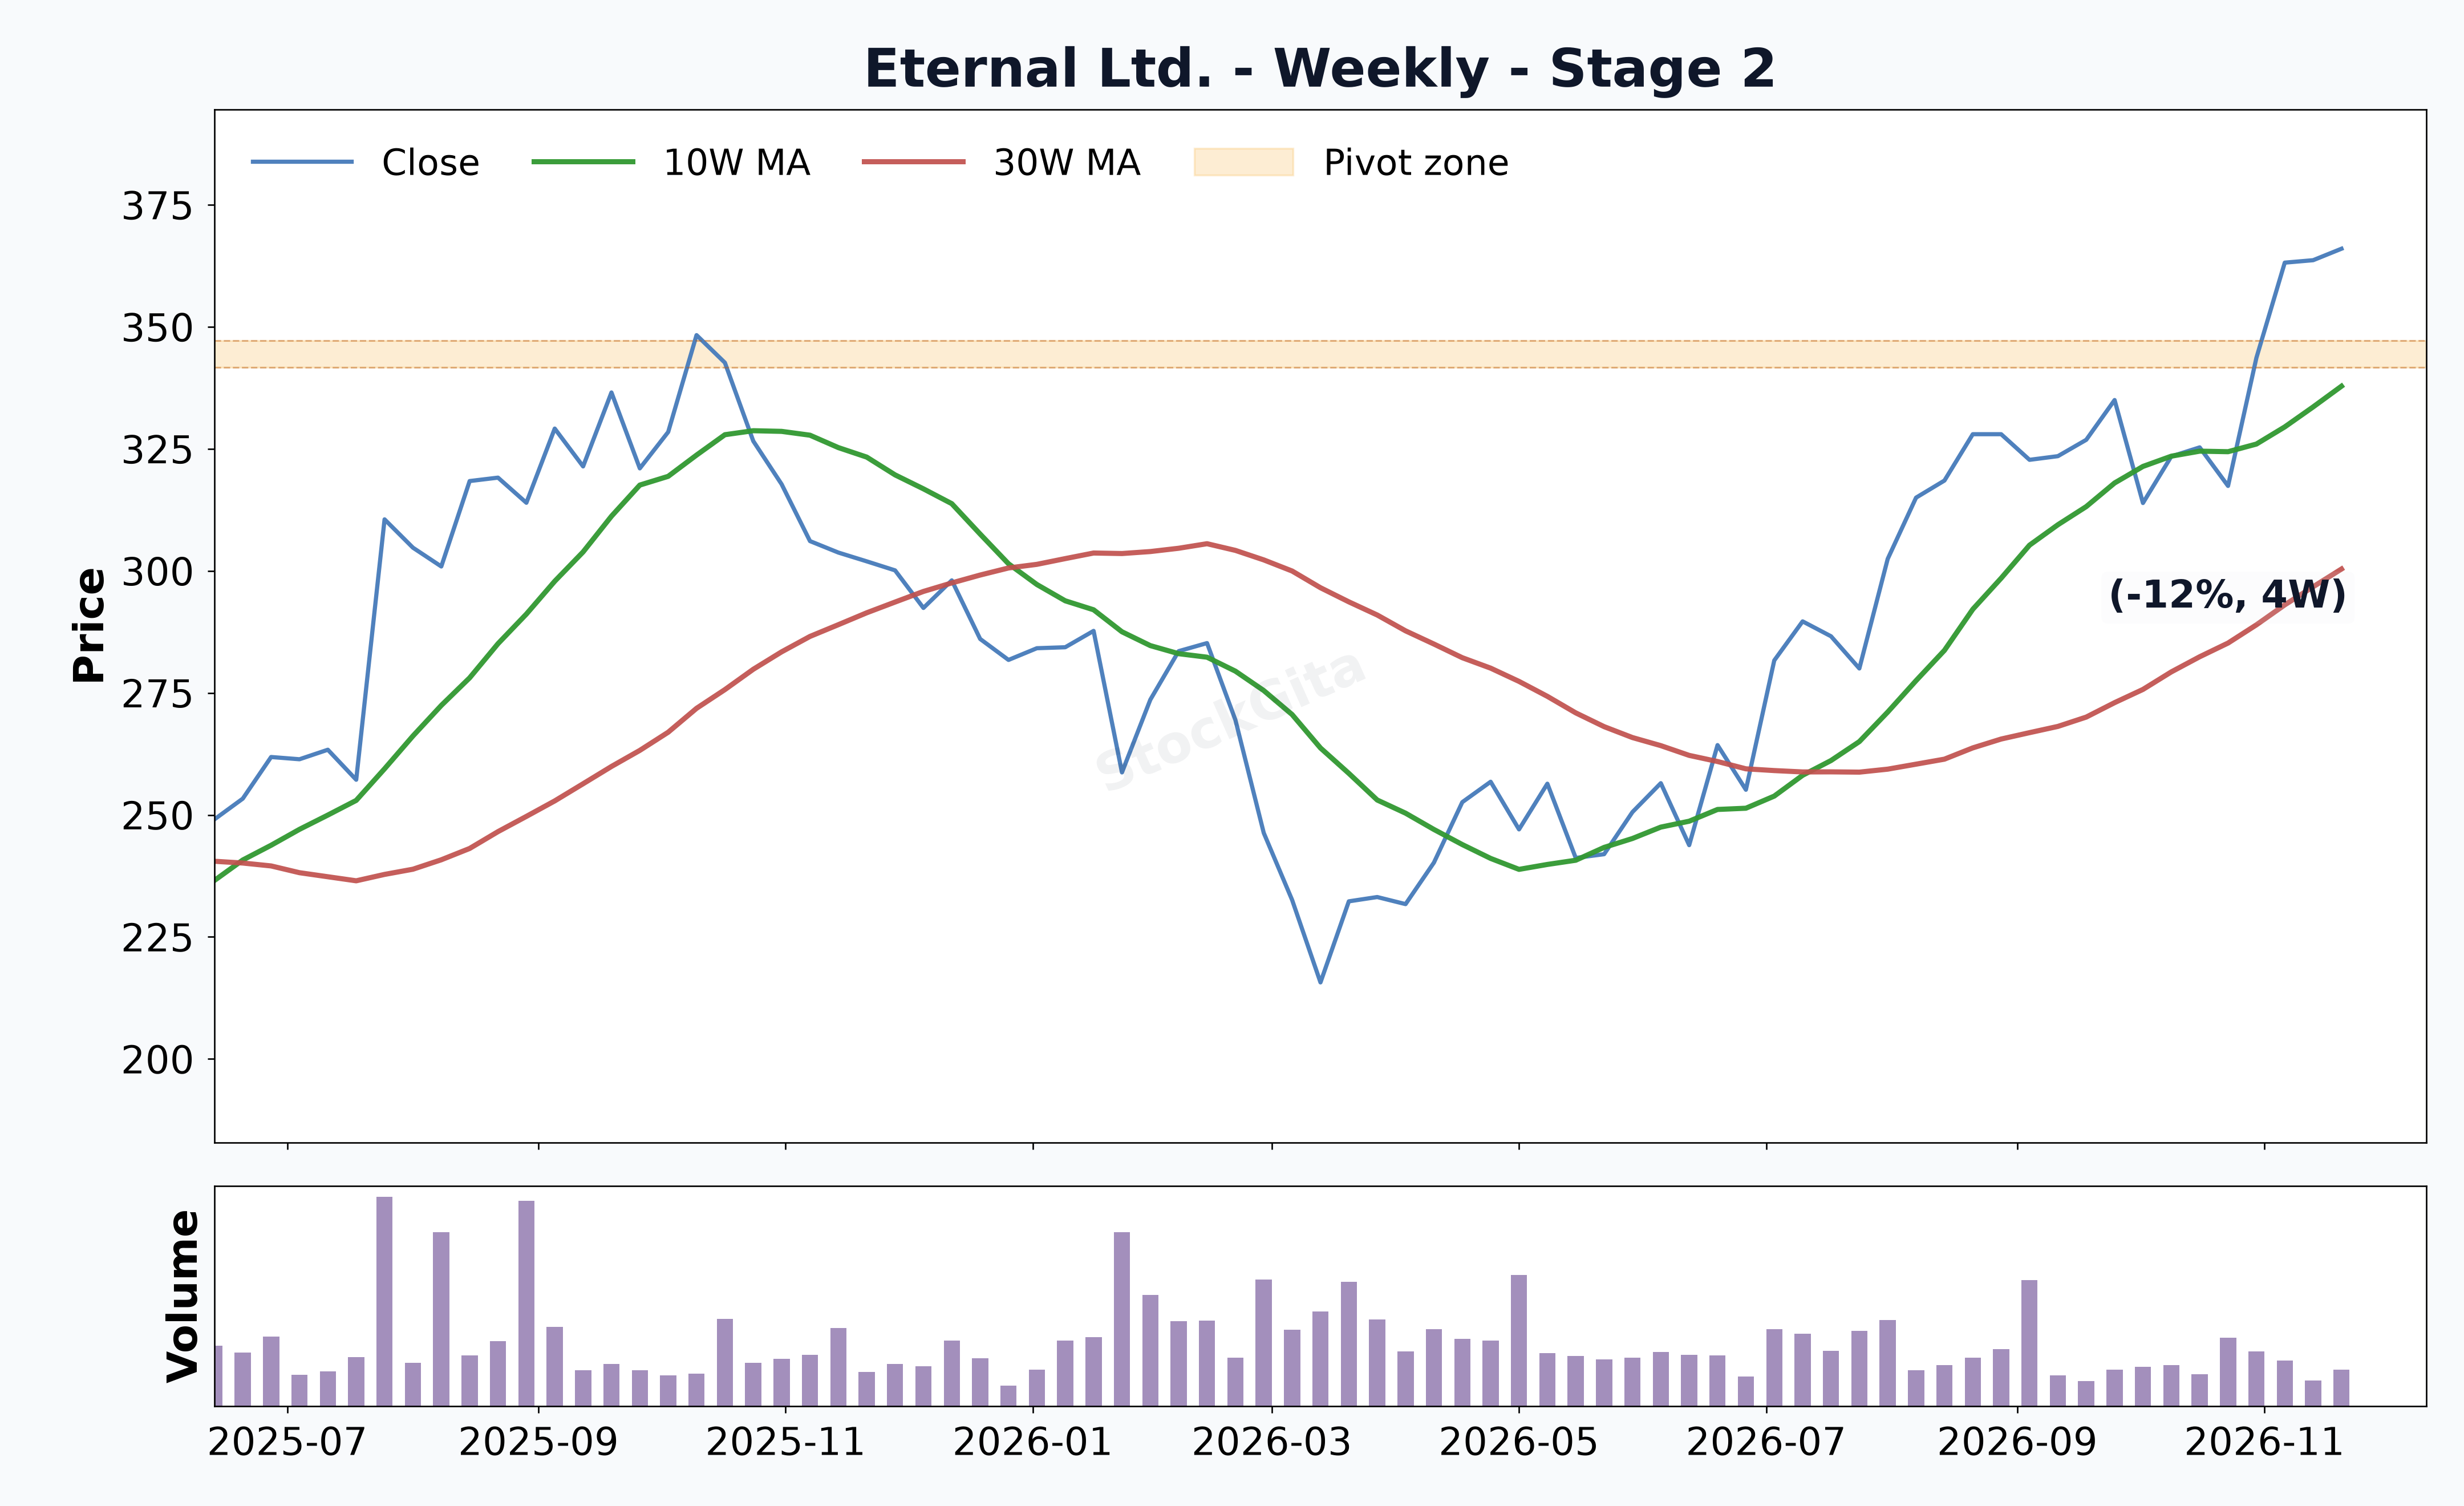 Eternal Ltd. - Weekly - Stage 2
Close 10W MA 30W MA Pivot zone
Price
375
350
325
300
275
250
225
200
(-12%, 4W)
StockGita
Volume
2025-07 2025-09 2025-11 2026-01 2026-03 2026-05 2026-07 2026-09 2026-11